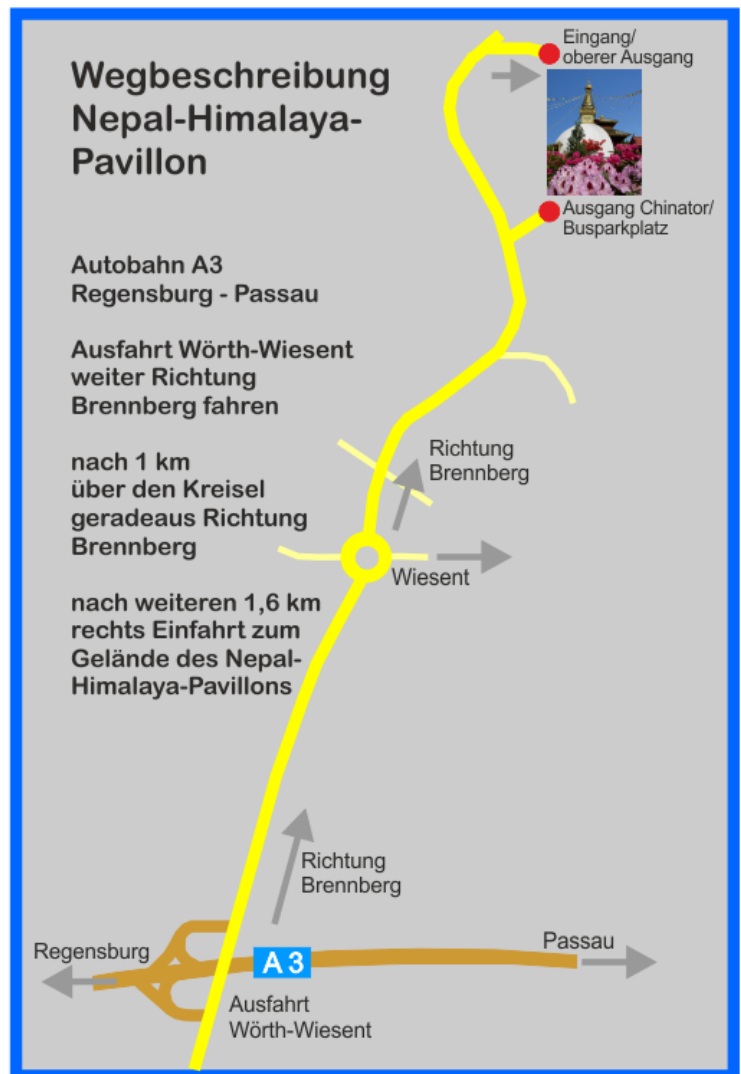 Wegbeschreibung
Nepal-Himalaya-
Pavillon
Autobahn A3
Regensburg - Passau
Ausfahrt Wörth-Wiesent
weiter Richtung
Brennberg fahren
nach 1 km
über den Kreisel
geradeaus Richtung
Brennberg
nach weiteren 1,6 km
rechts Einfahrt zum
Gelände des Nepal-
Himalaya-Pavillons
Eingang/
oberer Ausgang
Ausgang Chinator/
Busparkplatz
Richtung
Brennberg
Wiesent
Richtung
Brennberg
Regensburg
A 3
Passau
Ausfahrt
Wörth-Wiesent